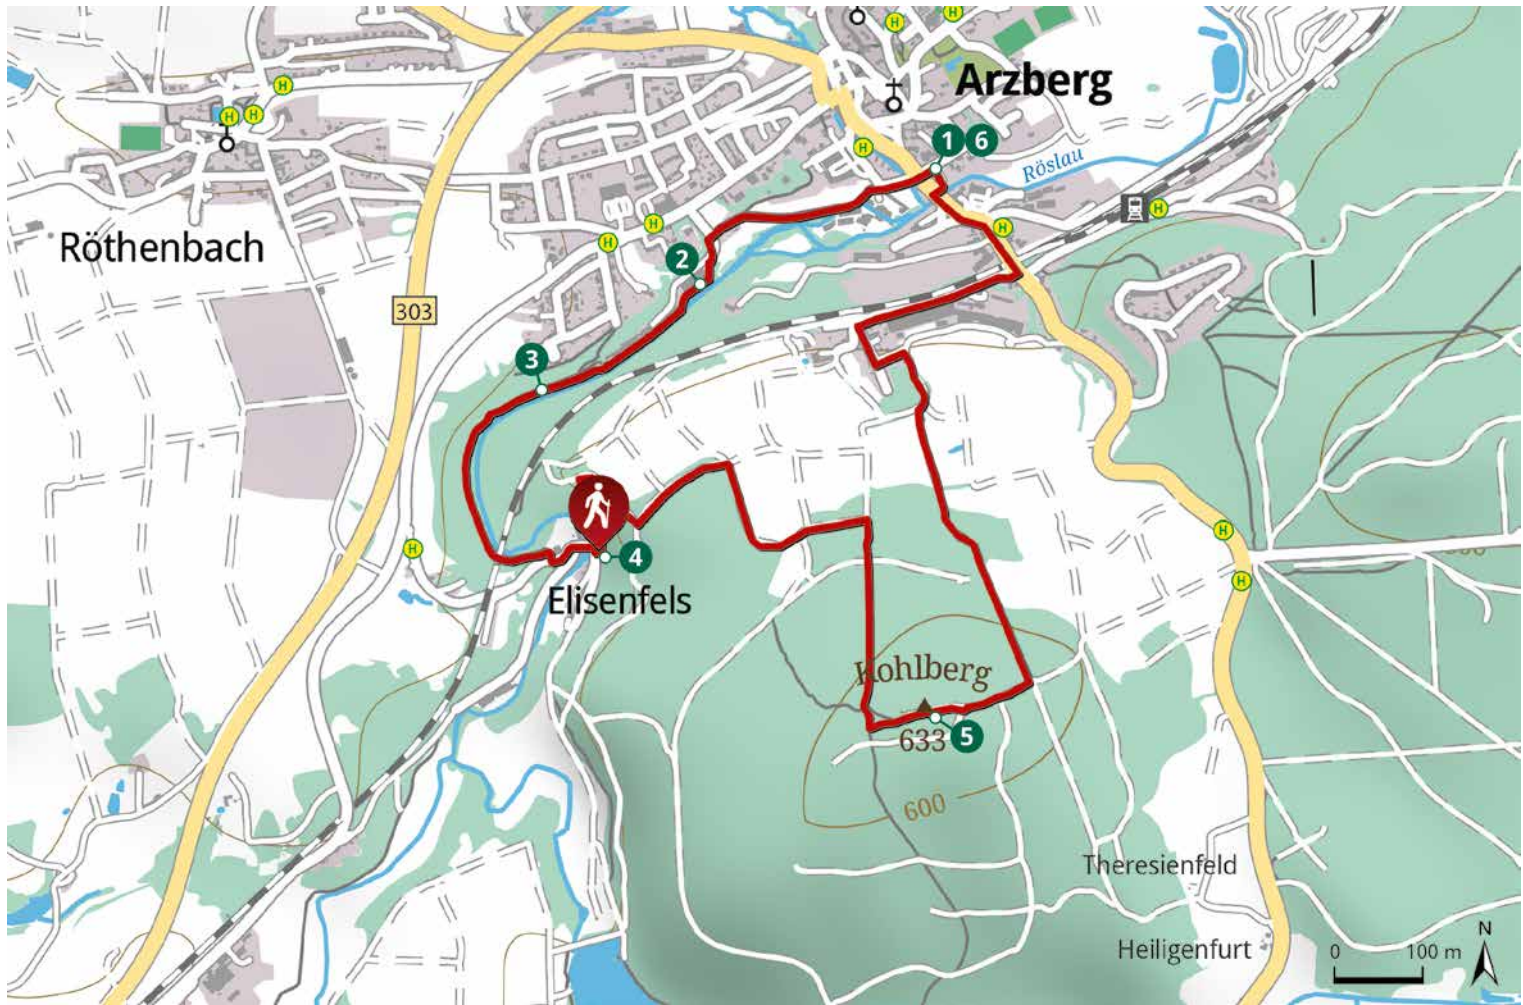 H
H
Arzberg
H
H
H
H
1
6
Röslau
H
H
H
H
H
Röthenbach
2
303
3
H
H
4
Elisenfels
H
Kohlberg
633
5
600
Theresienfeld
Heiligenfurt
0 100 m
N